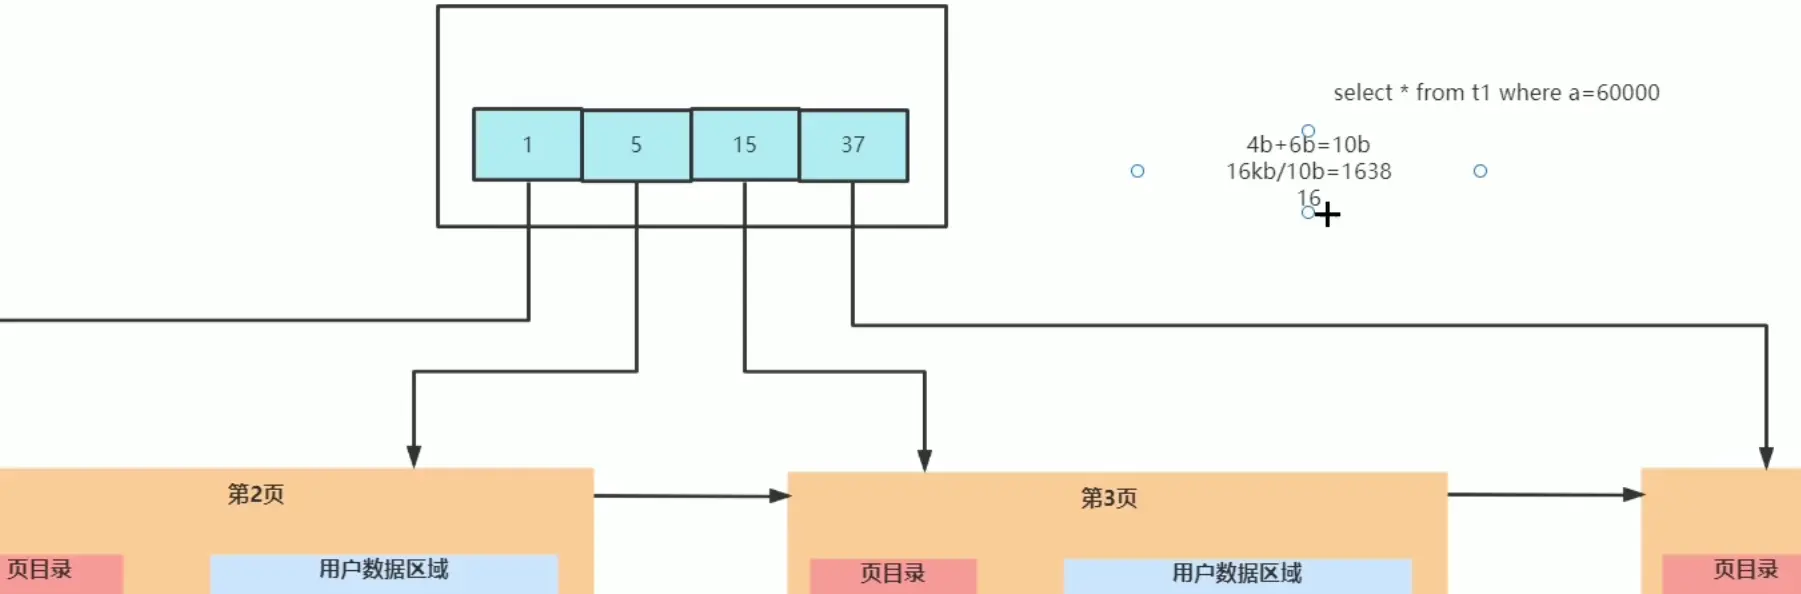 select * from t1 where a=60000
1
5
15
37
4b+6b=10b
16kb/10b=1638
16
第2页
第3页
页目录
用户数据区域
页目录
用户数据区域
页目录